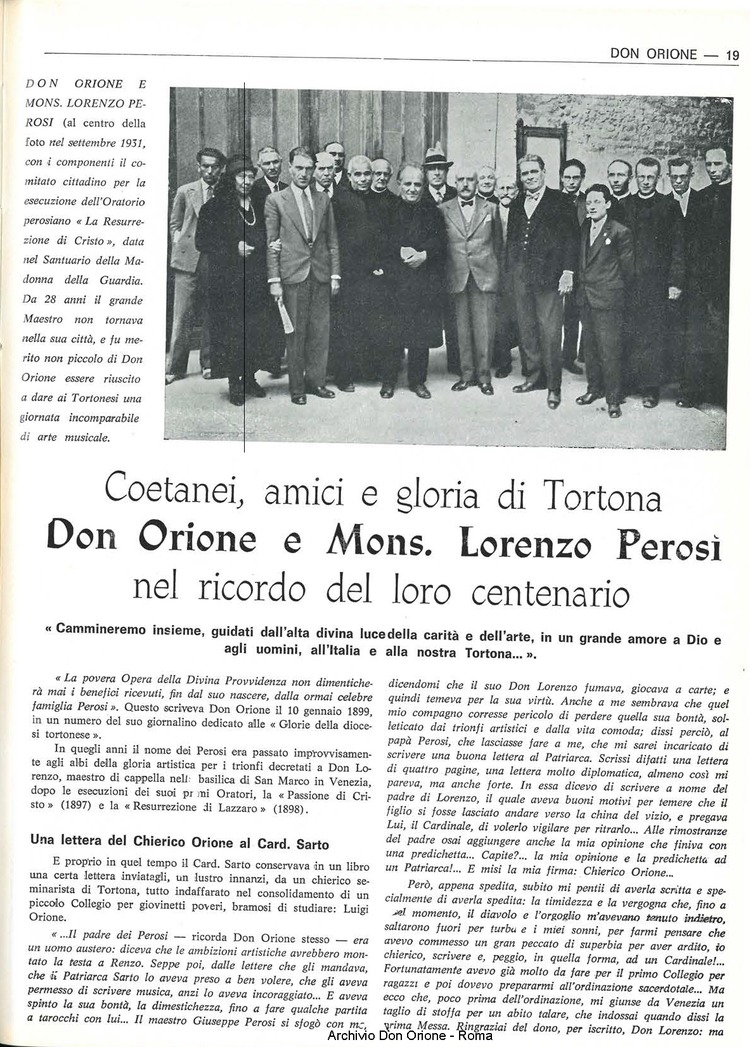 DON ORIONE — 19
DON ORIONE E
MONS. LORENZO PE-
ROSI (al centro della
foto nel settembre 1931,
con i componenti il co-
mitato cittadino per la
esecuzione dell'Oratorio
perosiano « La Resurre-
zione di Cristo », data
nel Santuario della Ma-
donna della Guardia.
Da 28 anni il grande
Maestro non tornava
nella sua città, e fu me-
rito non piccolo di Don
Orione essere riuscito
a dare ai Tortonesi una
giornata incomparabile
di arte musicale.
Coetanei, amici e gloria di Tortona
Don Orione e Mons. Lorenzo Perosi
nel ricordo del loro centenario
« Cammineremo insieme, guidati dall'alta divina luce della carità e dell'arte, in un grande amore a Dio e
agli uomini, all'Italia e alla nostra Tortona... ».
« La povera Opera della Divina Provvidenza non dimentiche-
rà mai i benefici ricevuti, fin dal suo nascere, dalla ormai celebre
famiglia Perosi ». Questo scriveva Don Orione il 10 gennaio 1899,
in un numero del suo giornalino dedicato alle « Glorie della dioce-
si tortonese ».
In quegli anni il nome dei Perosi era passato improvvisamen-
te agli albi della gloria artistica per i trionfi decretati a Don Lo-
renzo, maestro di cappella nell basilica di San Marco in Venezia,
dopo le esecuzioni dei suoi pr mi Oratori, la « Passione di Cri-
sto » (1897) e la « Resurrezione di Lazzaro » (1898).
Una lettera del Chierico Orione al Card. Sarto
E proprio in quel tempo il Card. Sarto conservava in un libro
una certa lettera inviatagli, un lustro innanzi, da un chierico se-
minarista di Tortona, tutto indaffarato nel consolidamento di un
piccolo Collegio per giovinetti poveri, bramosi di studiare: Luigi
Orione.
« ...Il padre dei Perosi — ricorda Don Orione stesso — era
un uomo austero: diceva che le ambizioni artistiche avrebbero mon-
tato la testa a Renzo. Seppe poi, dalle lettere che gli mandava,
che il Patriarca Sarto lo aveva preso a ben volere, che gli aveva
permesso di scrivere musica, anzi lo aveva incoraggiato... E aveva
spinto la sua bontà, la dimestichezza, fino a fare qualche partita
a tarocchi con lui... Il maestro Giuseppe Perosi si sfogò con me,
dicendomi che il suo Don Lorenzo fumava, giocava a carte; e
quindi temeva per la sua virtù. Anche a me sembrava che quel
mio compagno corresse pericolo di perdere quella sua bontà, sol-
leticato dai trionfi artistici e dalla vita comoda; dissi perciò, al
papà Perosi, che lasciasse fare a me, che mi sarei incaricato di
scrivere una buona lettera al Patriarca. Scrissi difatti una lettera
di quattro pagine, una lettera molto diplomatica, almeno così mi
pareva, ma anche forte. In essa dicevo di scrivere a nome del
padre di Lorenzo, il quale aveva buoni motivi per temere che il
figlio si fosse lasciato andare verso la china del vizio, e pregava
Lui, il Cardinale, di volerlo vigilare per ritrarlo... Alle rimostranze
del padre osai aggiungere anche la mia opinione che finiva con
una predichetta... Capite?... la mia opinione e la predichetta ad
un Patriarca!... E misi la mia firma: Chierico Orione...
Però, appena spedita, subito mi pentii di averla scritta e spe-
cialmente di averla spedita: la timidezza e la vergogna che, fino a
quel momento, il diavolo e l'orgoglio m'avevano tenuto indietro,
saltarono fuori per turba e i miei sonni, per farmi pensare che
avevo commesso un gran peccato di superbia per aver ardito, io
chierico, scrivere e, peggio, in quella forma, ad un Cardinale!...
Fortunatamente avevo già molto da fare per il primo Collegio per
ragazzi e poi dovevo prepararmi all'ordinazione sacerdotale... Ma
ecco che, poco prima dell'ordinazione, mi giunse da Venezia un
taglio di stoffa per un abito talare, che indossai quando dissi la
prima Messa. Ringraziai del dono, per iscritto, Don Lorenzo: ma
Archivio Don Orione - Roma